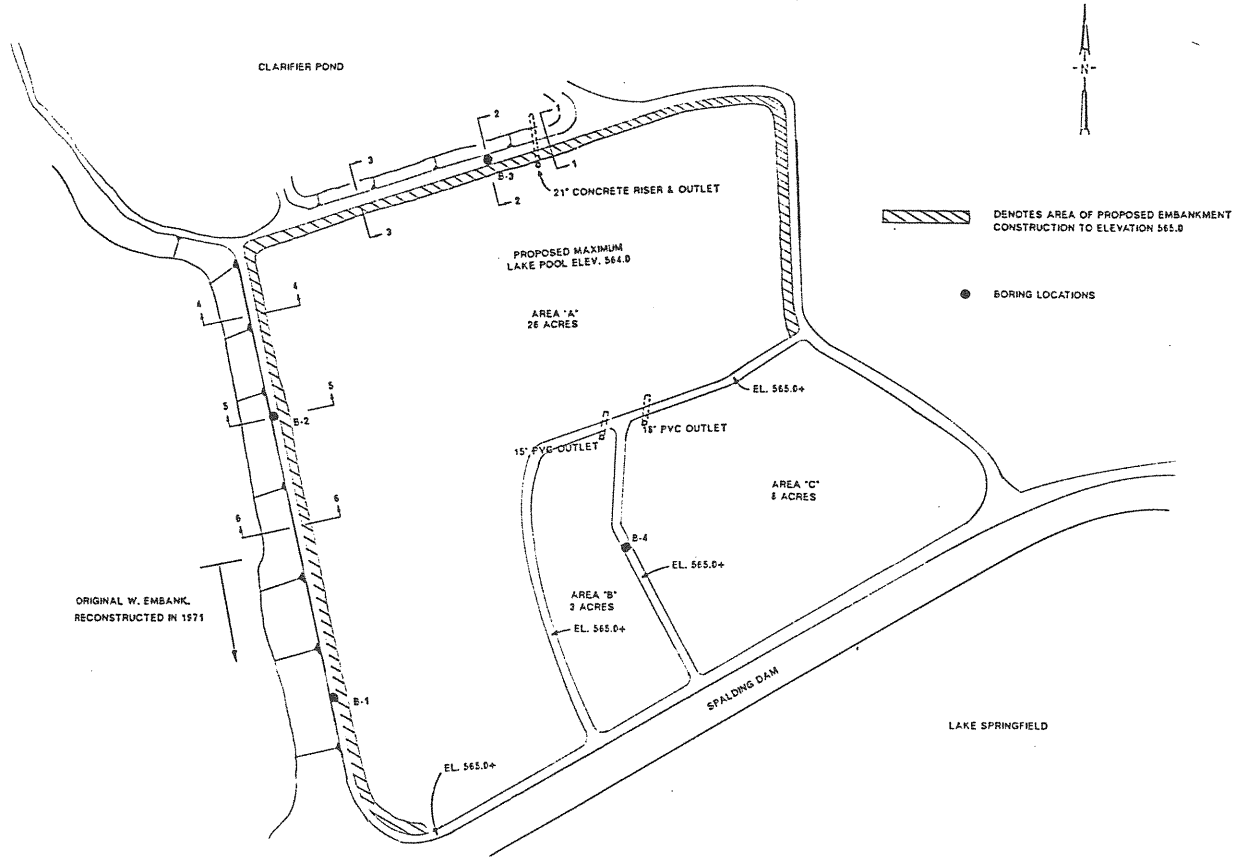 CLARIFIER POND
N
2
1
3
B-3
1
21" CONCRETE RISER & OUTLET
2
3
DENOTES AREA OF PROPOSED EMBANKMENT
CONSTRUCTION TO ELEVATION 565.0
PROPOSED MAXIMUM
LAKE POOL ELEV. 564.0
BORING LOCATIONS
4
4
AREA "A"
26 ACRES
5
5
B-2
EL. 565.0+
15" PVC OUTLET
18" PVC OUTLET
AREA "C"
8 ACRES
6
6
B-4
EL. 565.0+
ORIGINAL W. EMBANK.
RECONSTRUCTED IN 1971
AREA "B"
3 ACRES
EL. 565.0+
B-1
SPALDING DAM
LAKE SPRINGFIELD
EL. 565.0+